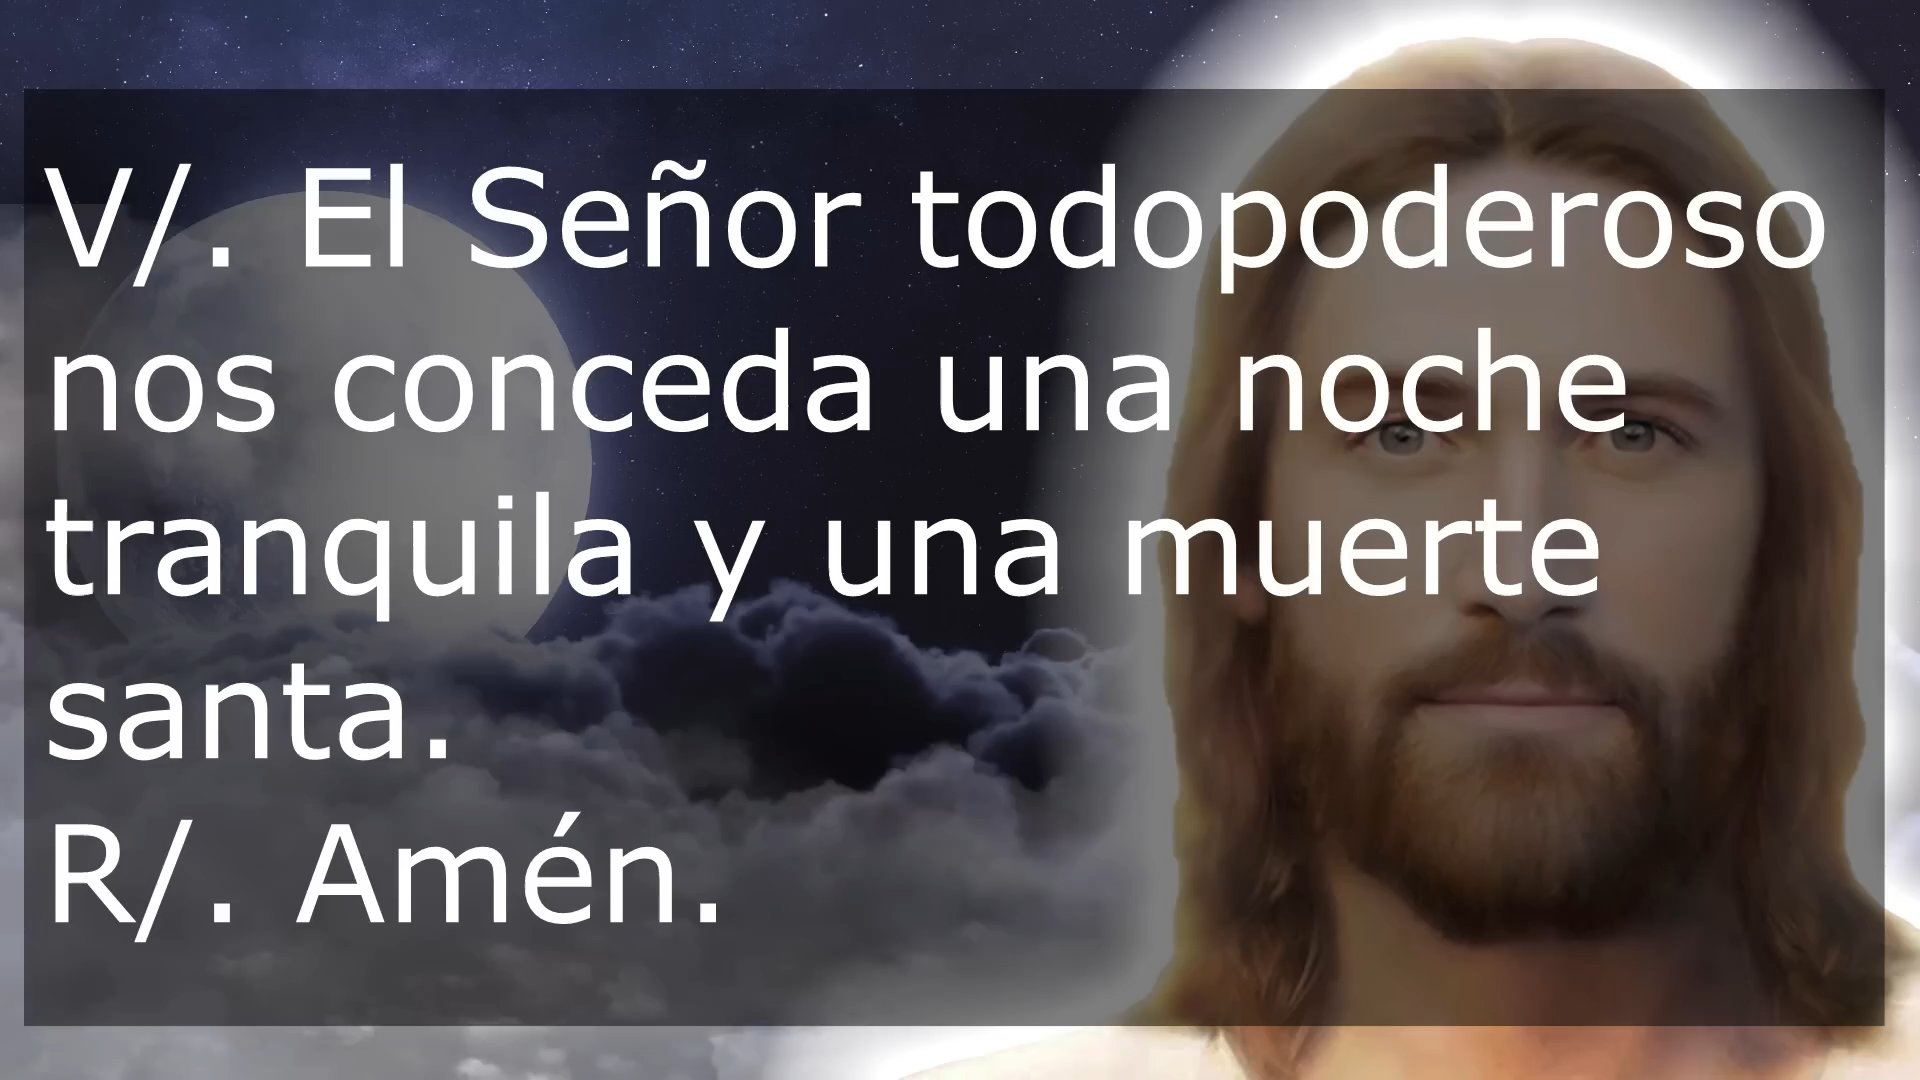 V/. El Señor todopoderoso
nos conceda una noche
tranquila y una muerte
santa.
R/. Amén.